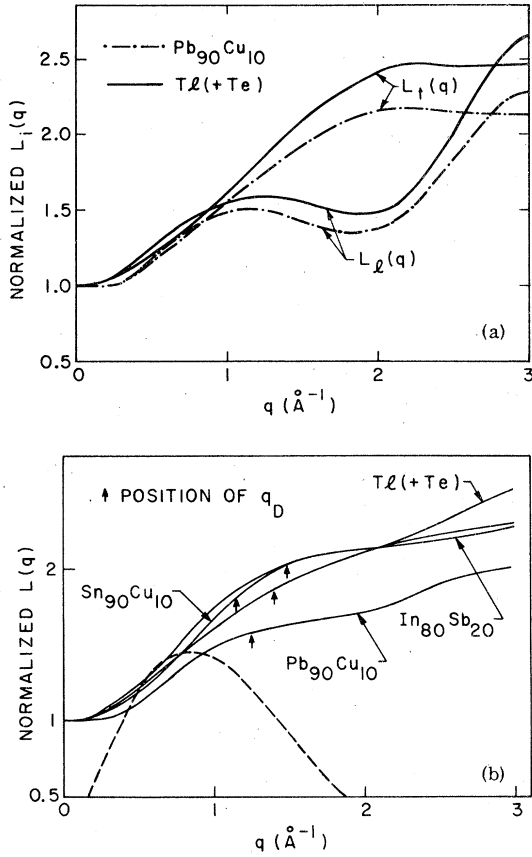 2.5
2.0
1.5
1.0
0.5
NORMALIZED Lᵢ(q)
Pb₉₀Cu₁₀
Tℓ(+Te)
L†(q)
Lℓ(q)
(a)
0 1 2 3
q (Å⁻¹)
POSITION OF q_D
Tℓ(+Te)
2
1
0.5
NORMALIZED L(q)
Sn₉₀Cu₁₀
In₈₀Sb₂₀
Pb₉₀Cu₁₀
(b)
0 1 2 3
q (Å⁻¹)